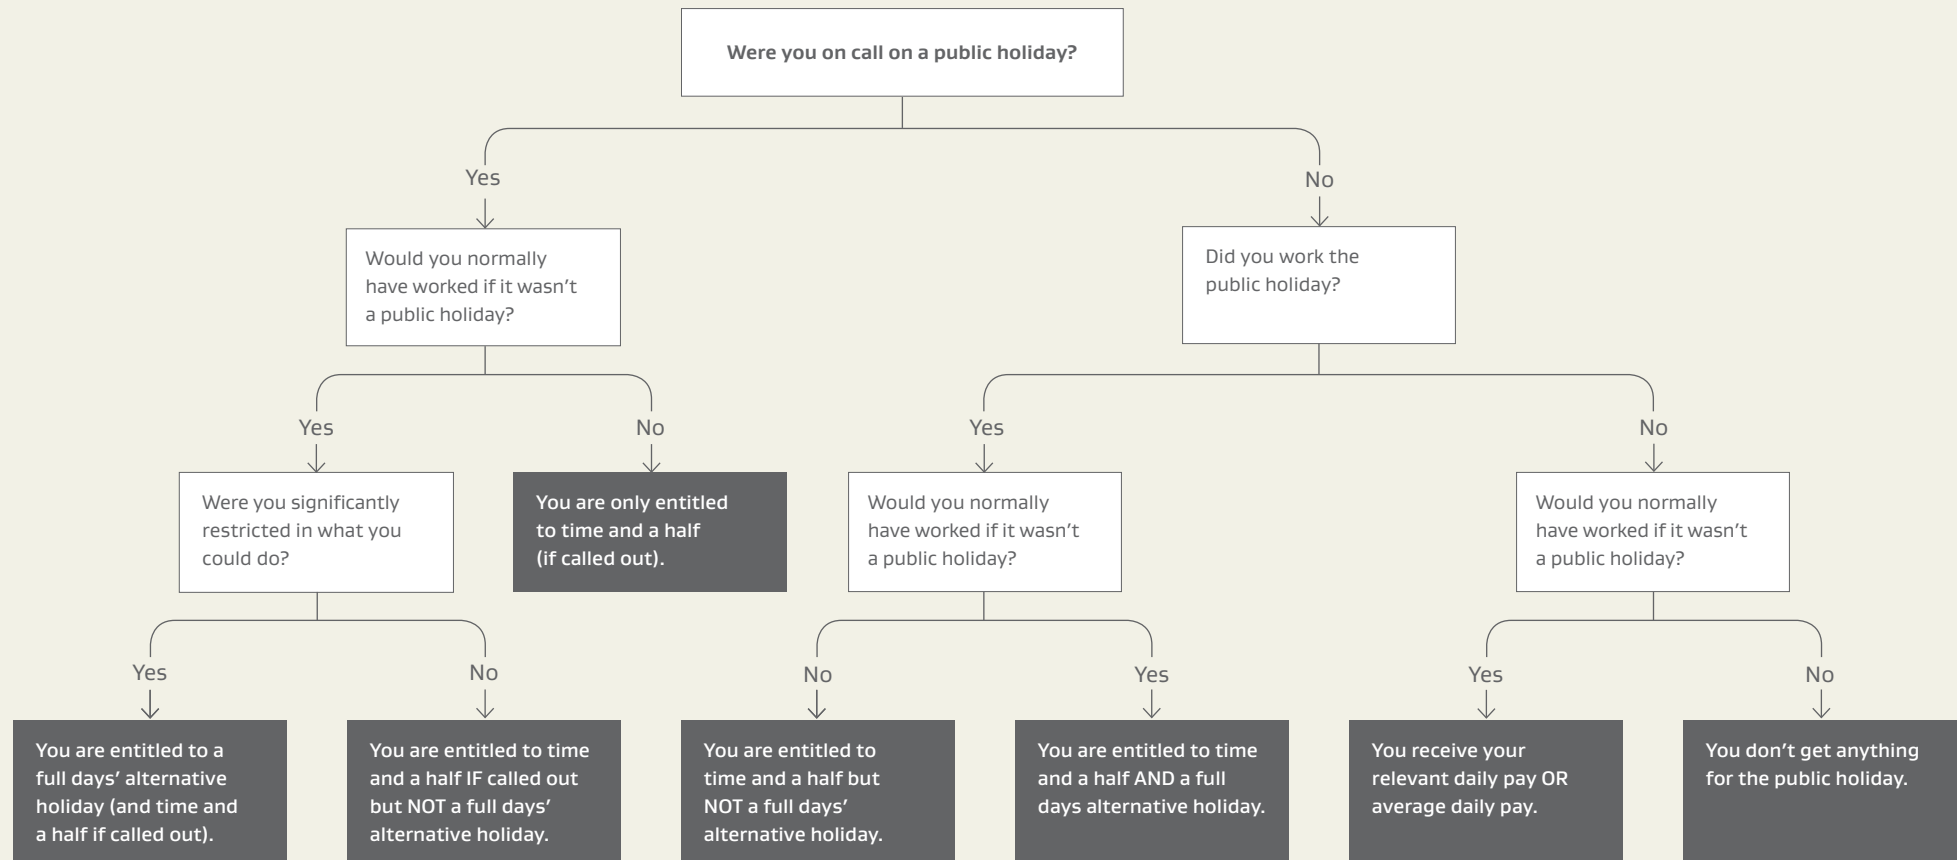 Were you on call on a public holiday?
Yes
No
Would you normally
have worked if it wasn't
a public holiday?
Did you work the
public holiday?
Yes
No
Yes
No
Were you significantly
restricted in what you
could do?
You are only entitled
to time and a half
(if called out).
Would you normally
have worked if it wasn't
a public holiday?
Would you normally
have worked if it wasn't
a public holiday?
Yes
No
No
Yes
Yes
No
You are entitled to a
full days' alternative
holiday (and time and
a half if called out).
You are entitled to time
and a half IF called out
but NOT a full days'
alternative holiday.
You are entitled to
time and a half but
NOT a full days'
alternative holiday.
You are entitled to time
and a half AND a full
days alternative holiday.
You receive your
relevant daily pay OR
average daily pay.
You don't get anything
for the public holiday.